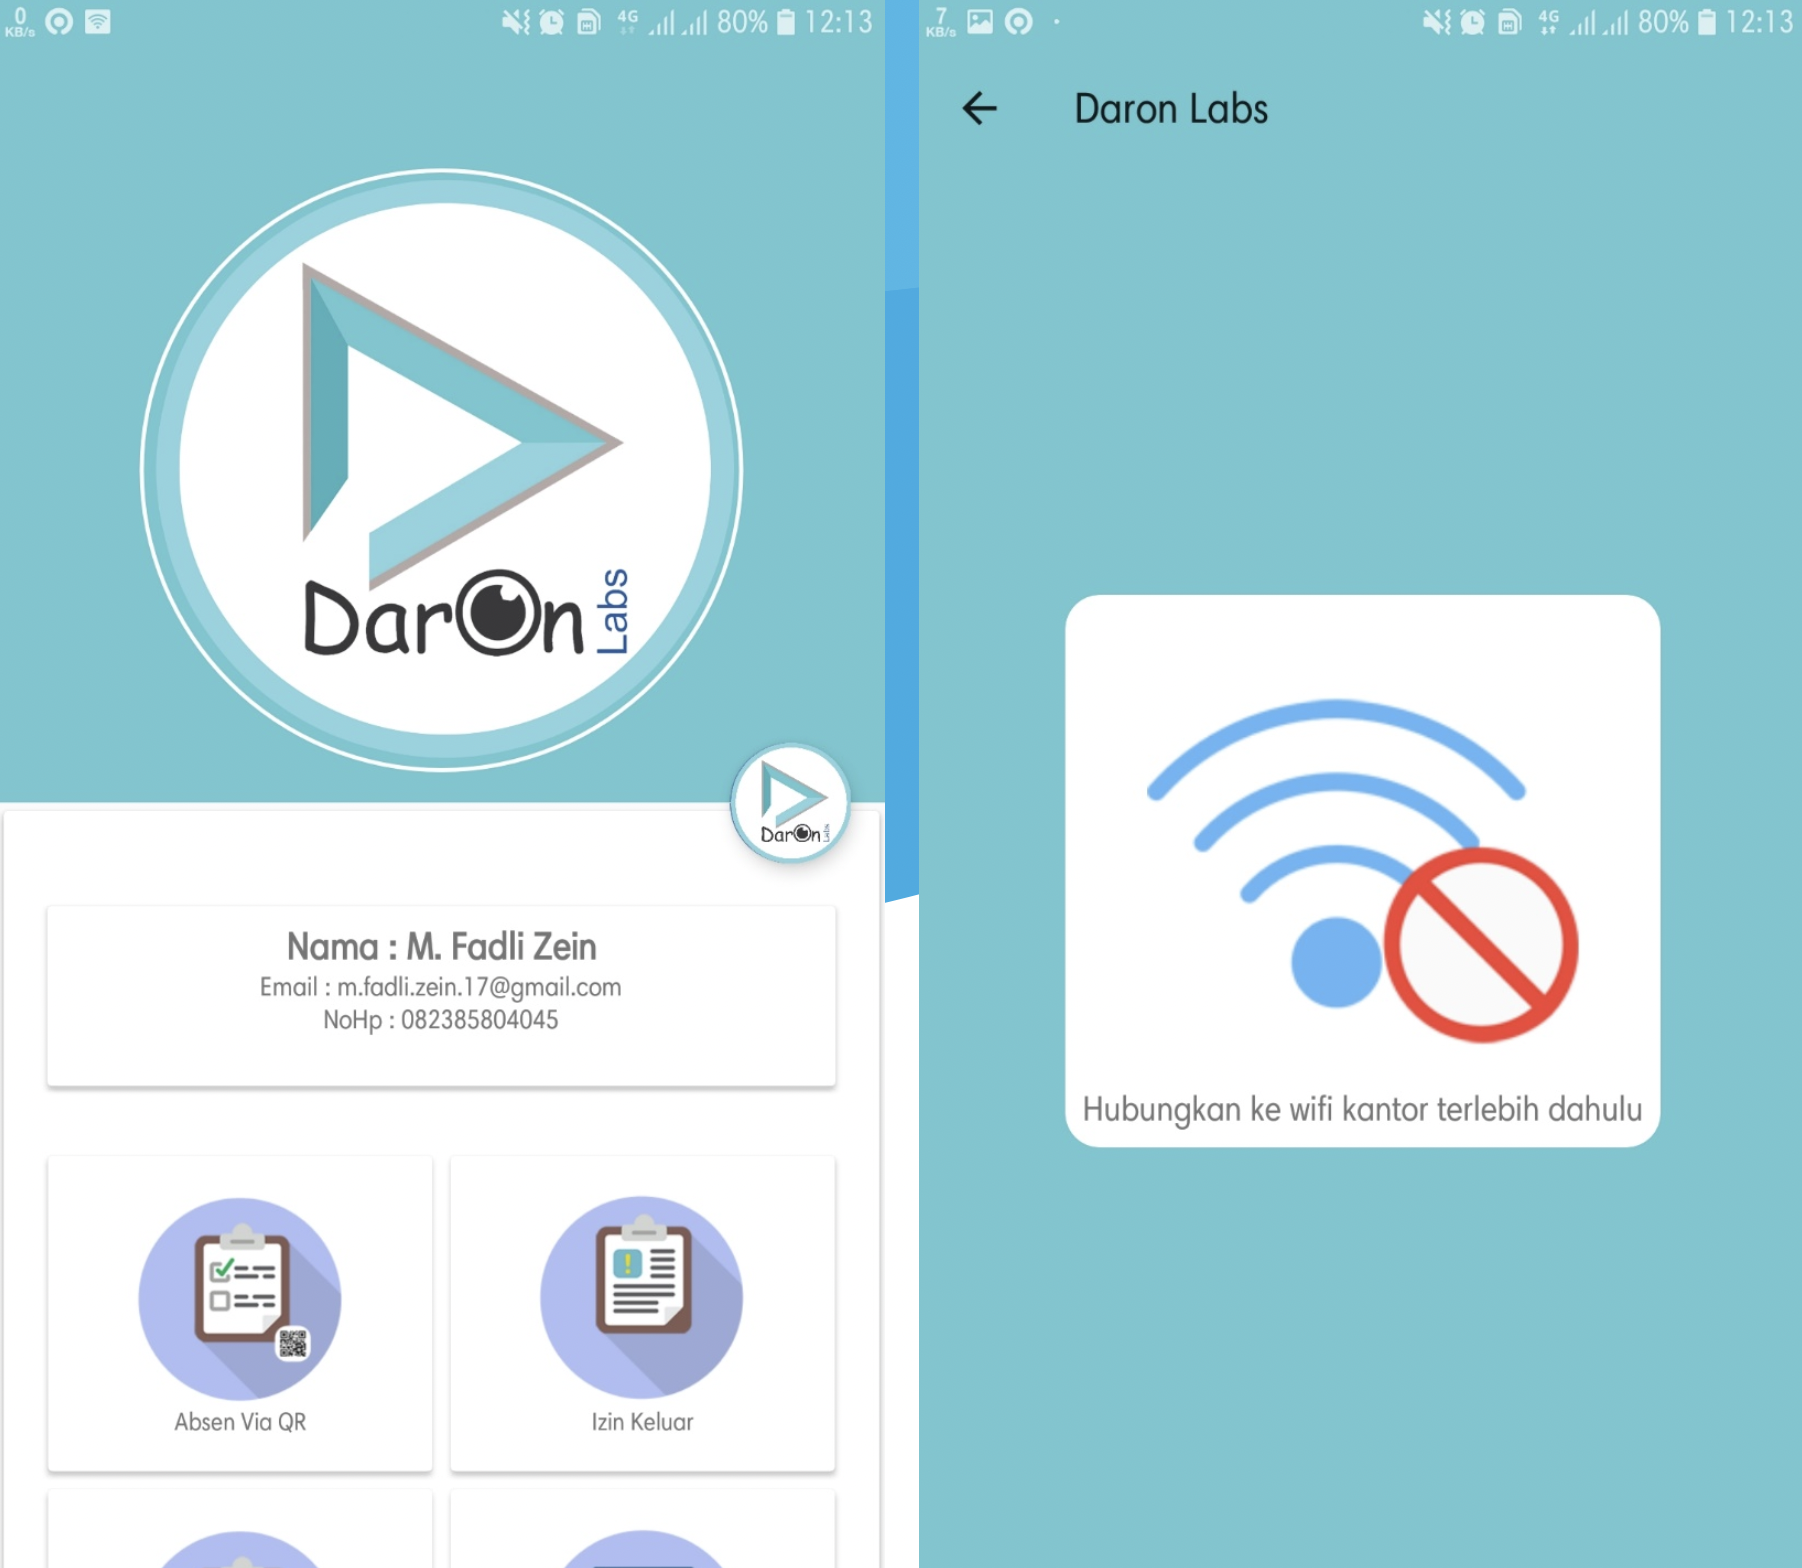 0
KB/s
4G
80%
12:13
DarOn
Labs
DarOn
Labs
Nama : M. Fadli Zein
Email : m.fadli.zein.17@gmail.com
NoHp : 082385804045
Absen Via QR
Izin Keluar
7
KB/s
4G
80%
12:13
Daron Labs
Hubungkan ke wifi kantor terlebih dahulu